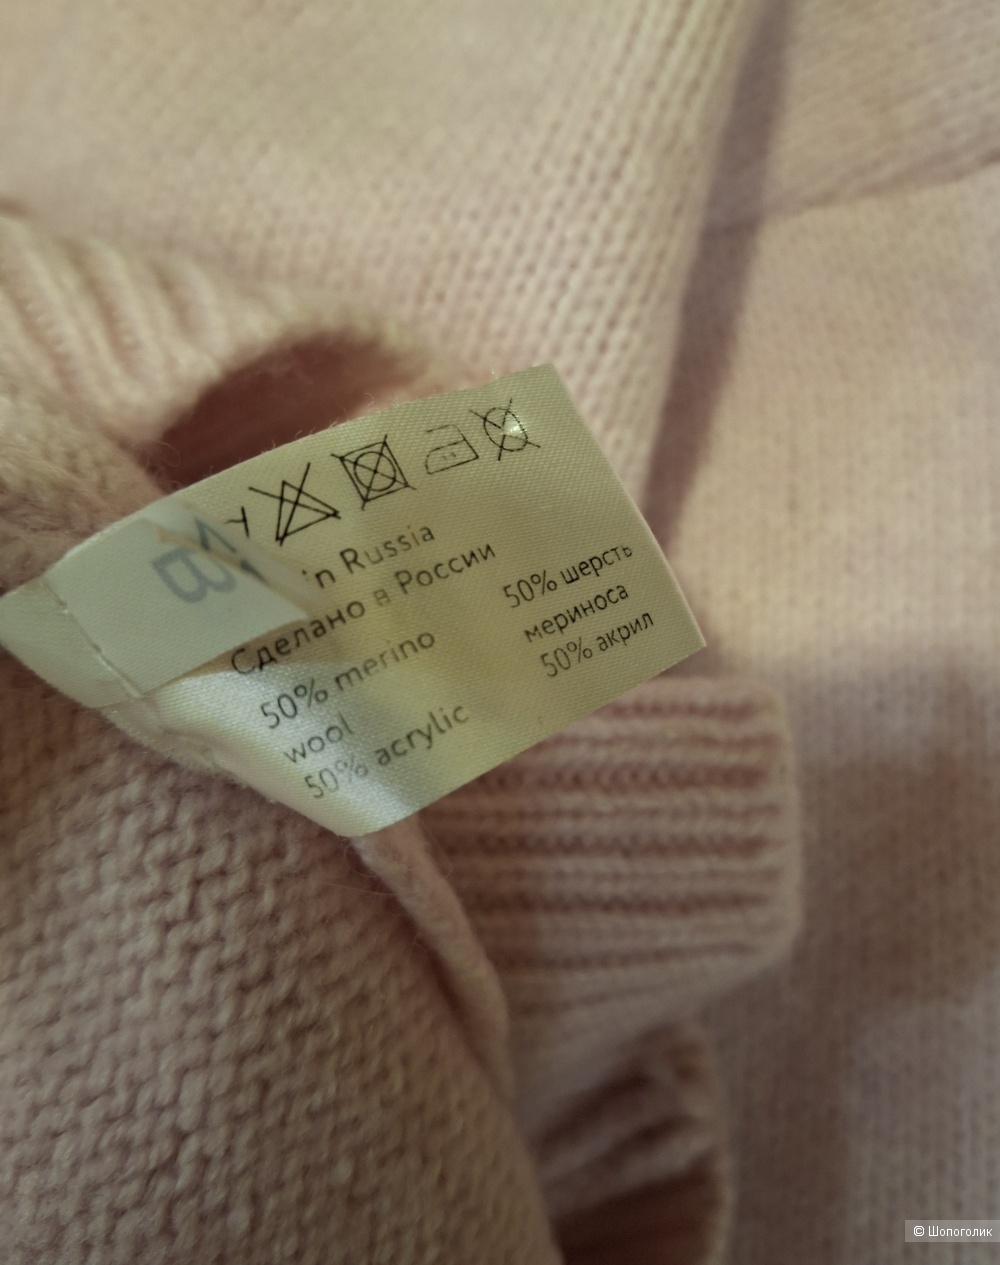 in Russia
Сделано в России
50% merino
wool
50% acrylic
50% шерсть
мериноса
50% акрил
© Шопоголик